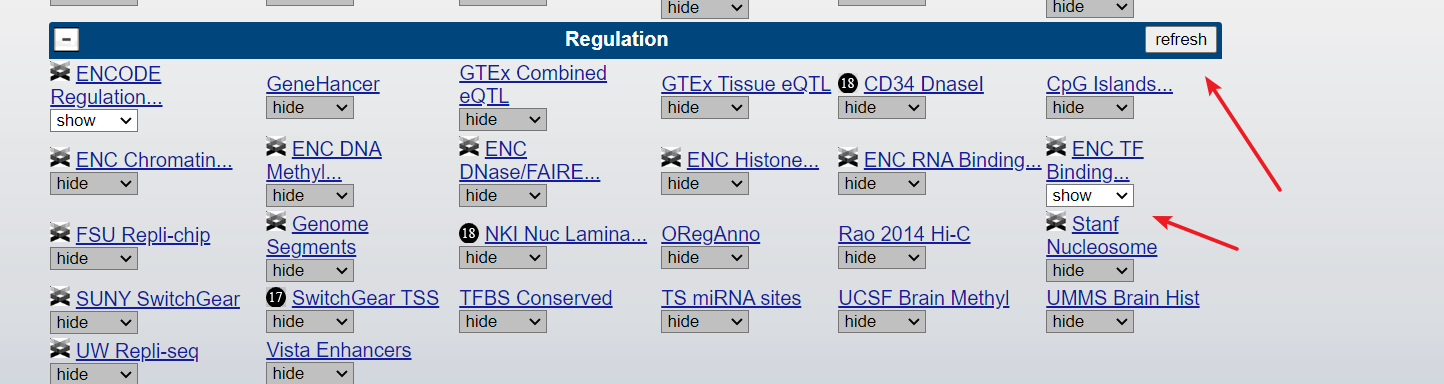 hide
hide
Regulation
refresh
ENCODE
Regulation...
show
GeneHancer
hide
GTEx Combined
eQTL
hide
GTEx Tissue eQTL
hide
18 CD34 DnaseI
hide
CpG Islands...
hide
ENC Chromatin...
hide
ENC DNA
Methyl...
hide
ENC
DNase/FAIRE...
hide
ENC Histone...
hide
ENC RNA Binding...
hide
ENC TF
Binding...
show
FSU Repli-chip
hide
Genome
Segments
hide
18 NKI Nuc Lamina...
hide
ORegAnno
hide
Rao 2014 Hi-C
hide
Stanf
Nucleosome
hide
SUNY SwitchGear
hide
17 SwitchGear TSS
hide
TFBS Conserved
hide
TS miRNA sites
hide
UCSF Brain Methyl
hide
UMMS Brain Hist
hide
UW Repli-seq
hide
Vista Enhancers
hide